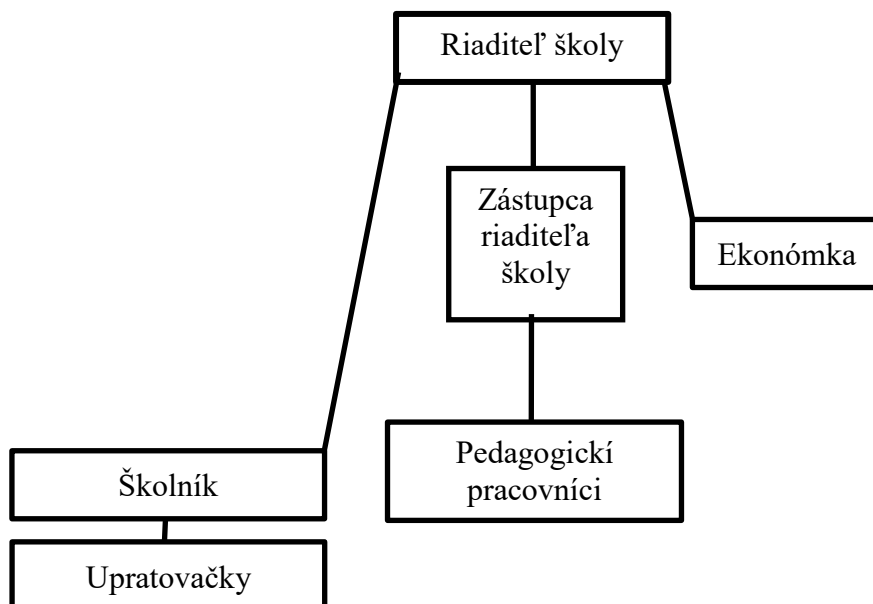 Riaditeľ školy
Zástupca
riaditeľa
školy
Ekonómka
Pedagogickí
pracovníci
Školník
Upratovačky